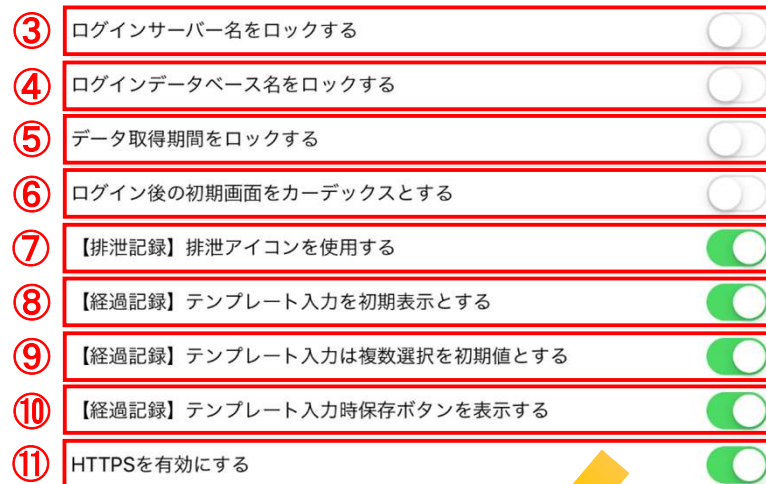 ③ ログインサーバー名をロックする
④ ログインデータベース名をロックする
⑤ データ取得期間をロックする
⑥ ログイン後の初期画面をカーデックスとする
⑦ 【排泄記録】排泄アイコンを使用する
⑧ 【経過記録】テンプレート入力を初期表示とする
⑨ 【経過記録】テンプレート入力は複数選択を初期値とする
⑩ 【経過記録】テンプレート入力時保存ボタンを表示する
⑪ HTTPSを有効にする